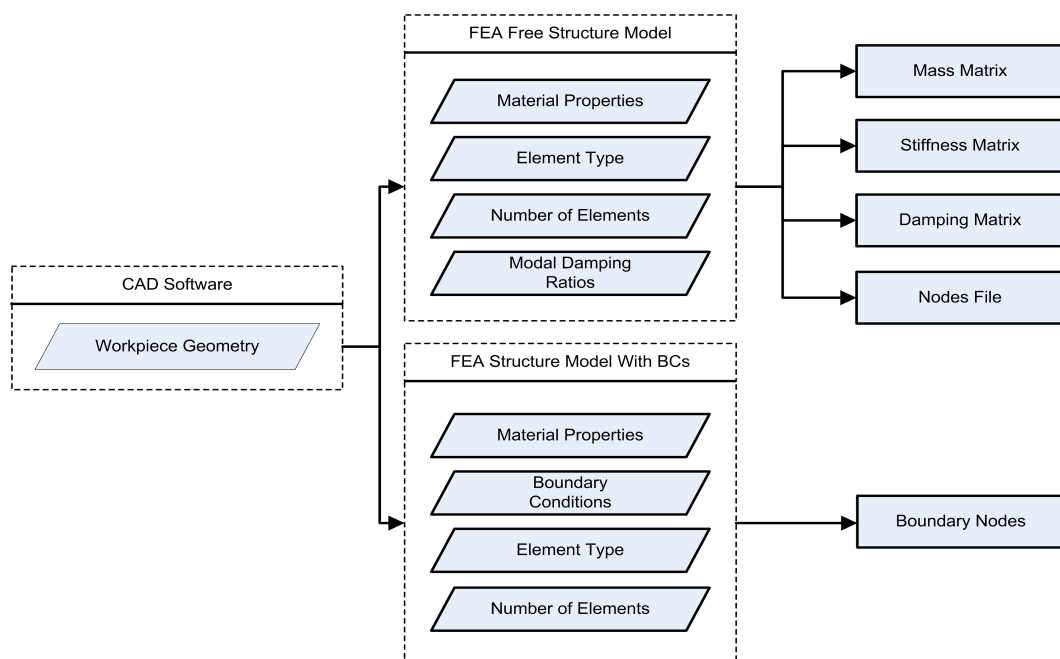 CAD Software
Workpiece Geometry
FEA Free Structure Model
Material Properties
Element Type
Number of Elements
Modal Damping
Ratios
FEA Structure Model With BCs
Material Properties
Boundary
Conditions
Element Type
Number of Elements
Mass Matrix
Stiffness Matrix
Damping Matrix
Nodes File
Boundary Nodes